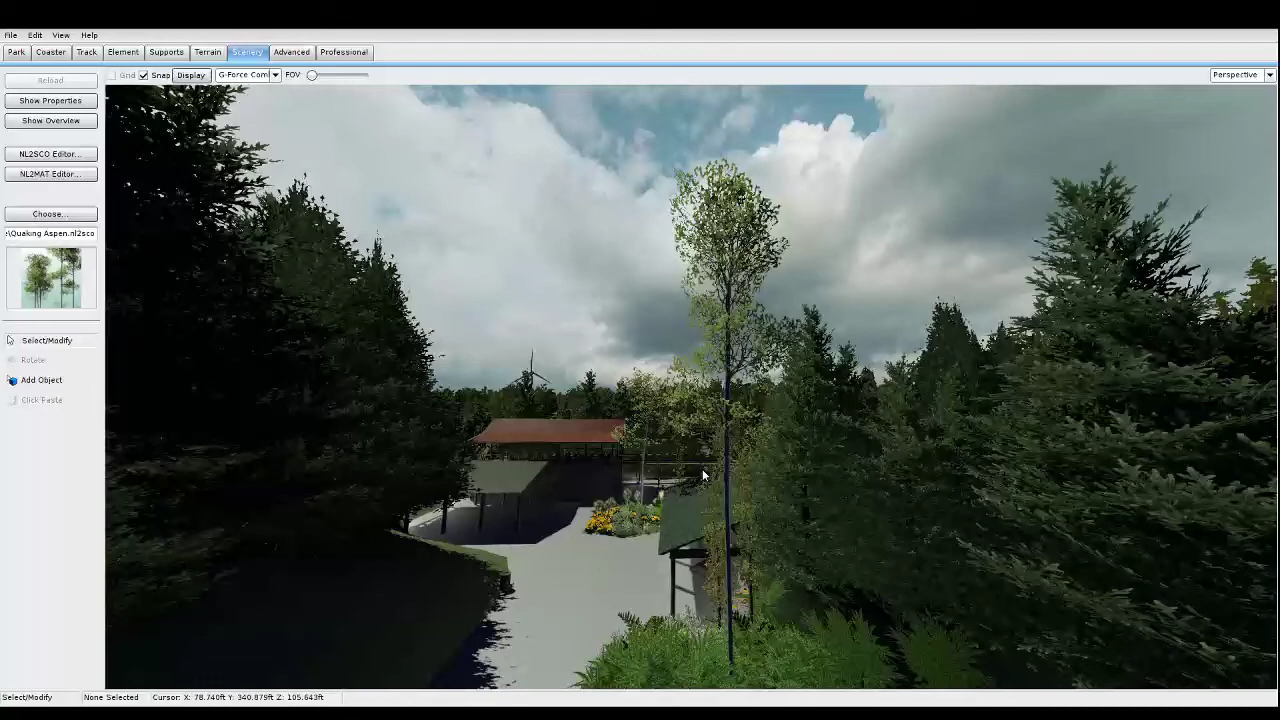 File Edit View Help
Park Coaster Track Element Supports Terrain Scenery Advanced Professional
Reload Grid Snap Display G-Force Com FOV Perspective
Show Properties
Show Overview
NL2SCO Editor...
NL2MAT Editor...
Choose...
:\Quaking Aspen.nl2sco
Select/Modify
Rotate
Add Object
Click Paste
Select/Modify None Selected Cursor: X: 78.740ft Y: 340.879ft Z: 105.643ft